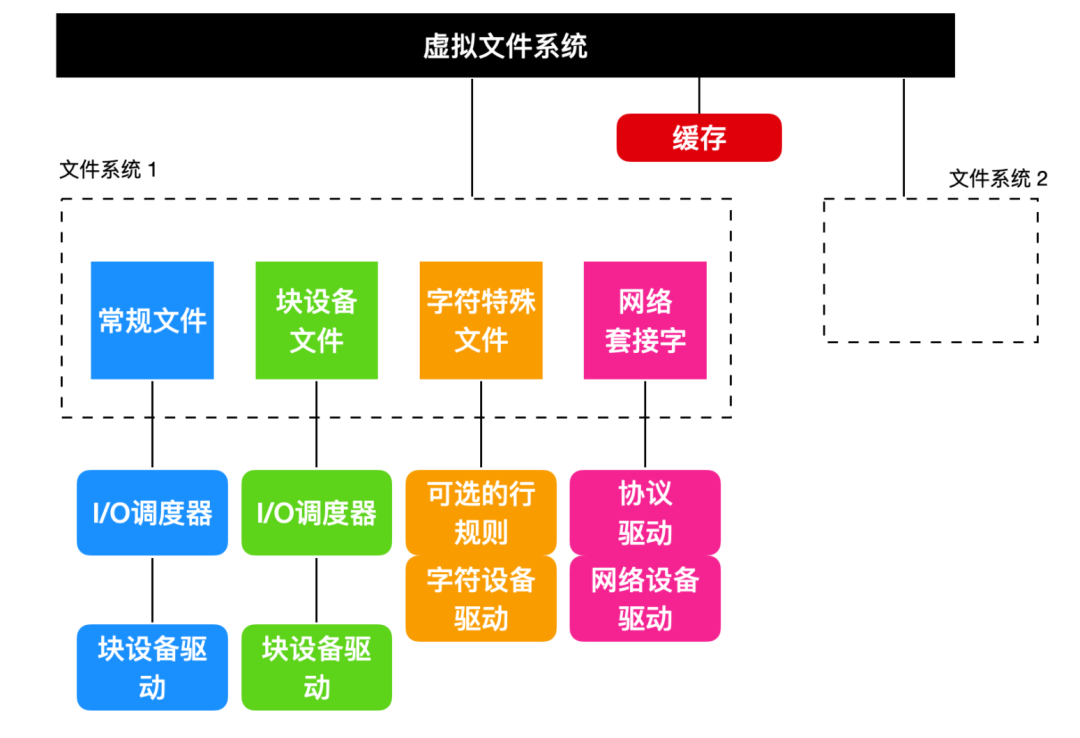 虚拟文件系统
缓存
文件系统 1
文件系统 2
常规文件
块设备
文件
字符特殊
文件
网络
套接字
I/O调度器
I/O调度器
可选的行
规则
协议
驱动
字符设备
驱动
网络设备
驱动
块设备驱
动
块设备驱
动